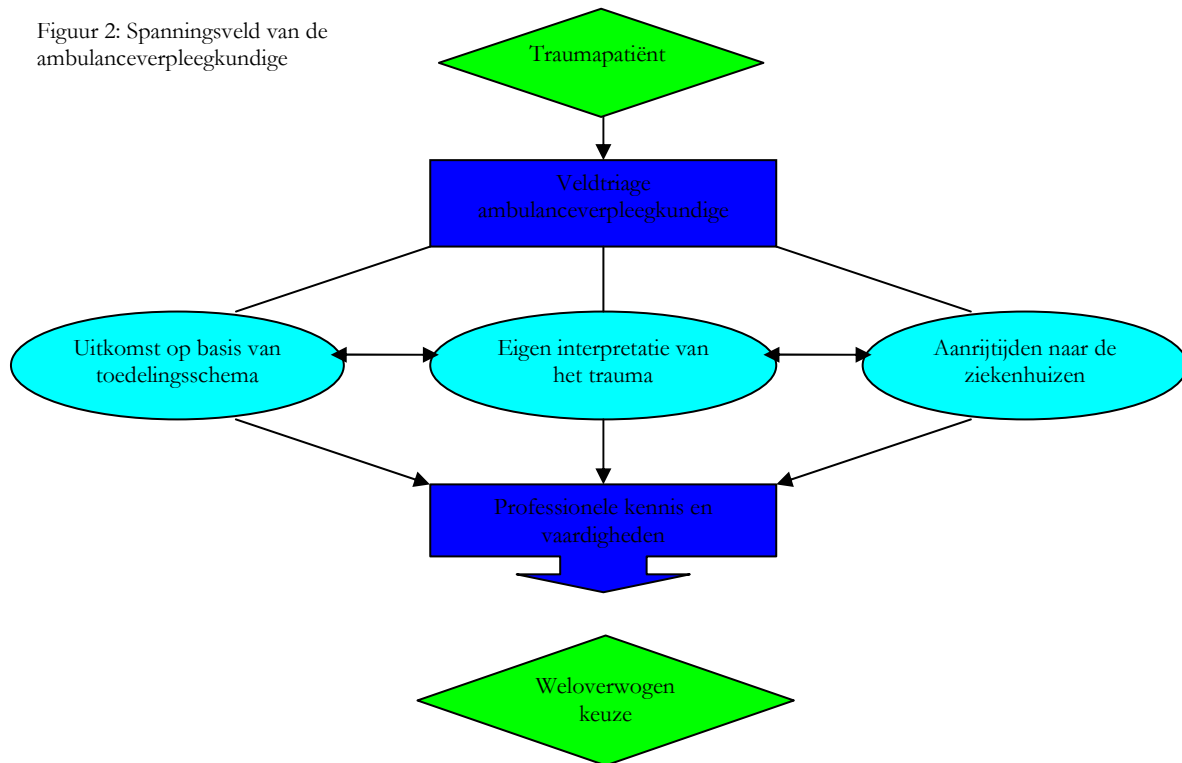 Figuur 2: Spanningsveld van de
ambulanceverpleegkundige
Traumapatiënt
Veldtriage
ambulanceverpleegkundige
Uitkomst op basis van
toedelingsschema
Eigen interpretatie van
het trauma
Aanrijtijden naar de
ziekenhuizen
Professionele kennis en
vaardigheden
Weloverwogen
keuze